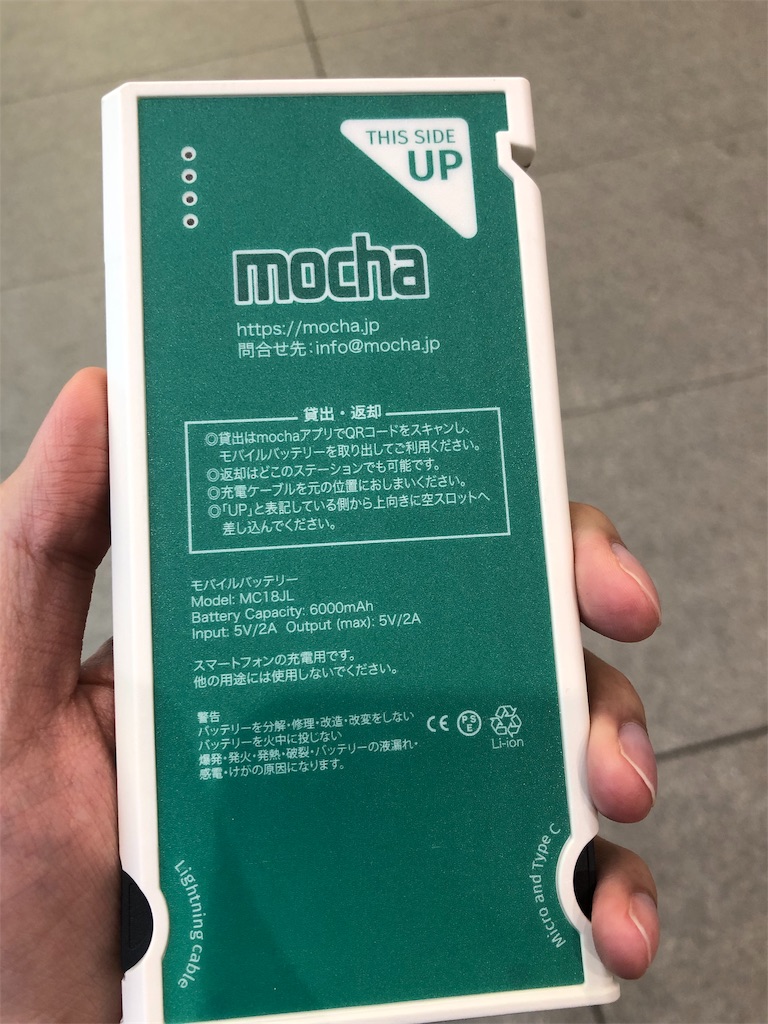 THIS SIDE
UP
mocha
https://mocha.jp
問合せ先：info@mocha.jp
貸出・返却
◎貸出はmochaアプリでQRコードをスキャンし、
モバイルバッテリーを取り出してご利用ください。
◎返却はどこのステーションでも可能です。
◎充電ケーブルを元の位置におしまいください。
◎「UP」と表記している側から上向きに空スロットへ
差し込んでください。
モバイルバッテリー
Model: MC18JL
Battery Capacity: 6000mAh
Input: 5V/2A Output (max): 5V/2A
スマートフォンの充電用です。
他の用途には使用しないでください。
警告
バッテリーを分解・修理・改造・改変をしない
バッテリーを火中に投じない
爆発・発火・発熱・破裂・バッテリーの液漏れ・
感電・けがの原因になります。
CE PSE
Li-ion
Lightning cable
Micro and Type C